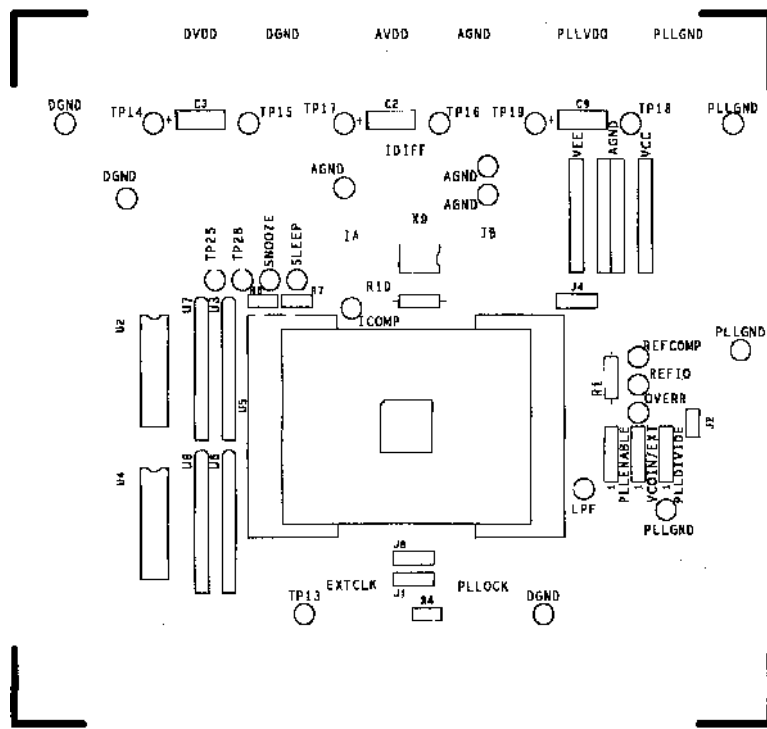 DVDD DGND AVDD AGND PLLVDD PLLGND
DGND TP14 + C3 TP15 TP17 + C2 TP16 TP19 + C9 TP18 PLLGND
IDIFF
VEE AGND VCC
DGND AGND AGND
AGND
IA X9 IB
TP25 TP28 SNOOZE SLEEP
R7 R10 J4
ICOMP
U2 U7 U3
PLLGND
REFCOMP
REFIO
OVERR
U5 J2
PLLENABLE VCOIN/EXT PLLDIVIDE
1 1 1
U4 U8 U6
LPF
PLLGND
J8
EXTCLK J1 PLLOCK
TP13 DGND